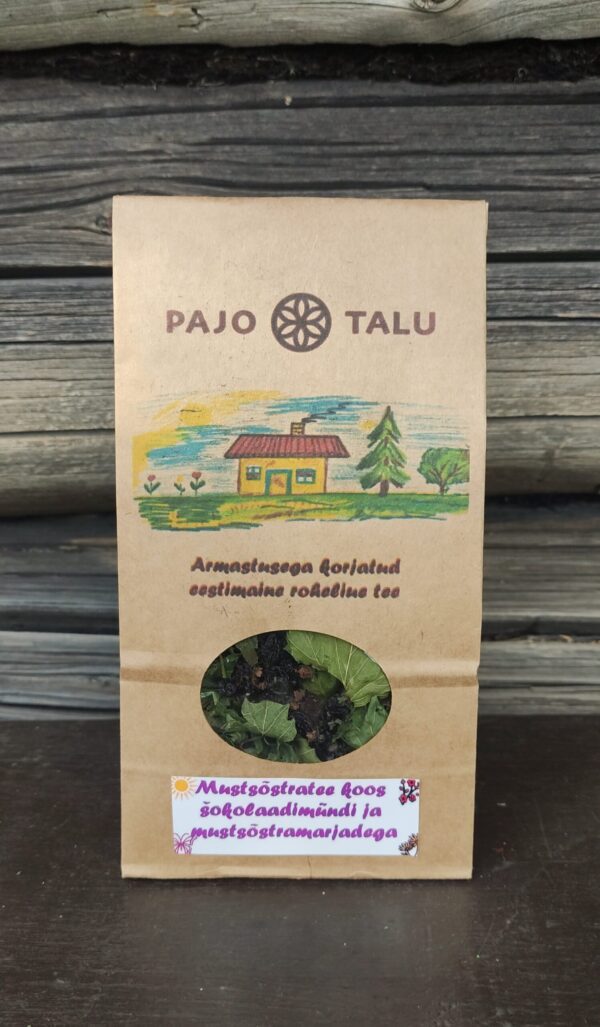 PAJO TALU
Armastusega korjatud
eestimaine roheline tee
Mustsõstratee koos
šokolaadimündi ja
mustsõstramarjadega